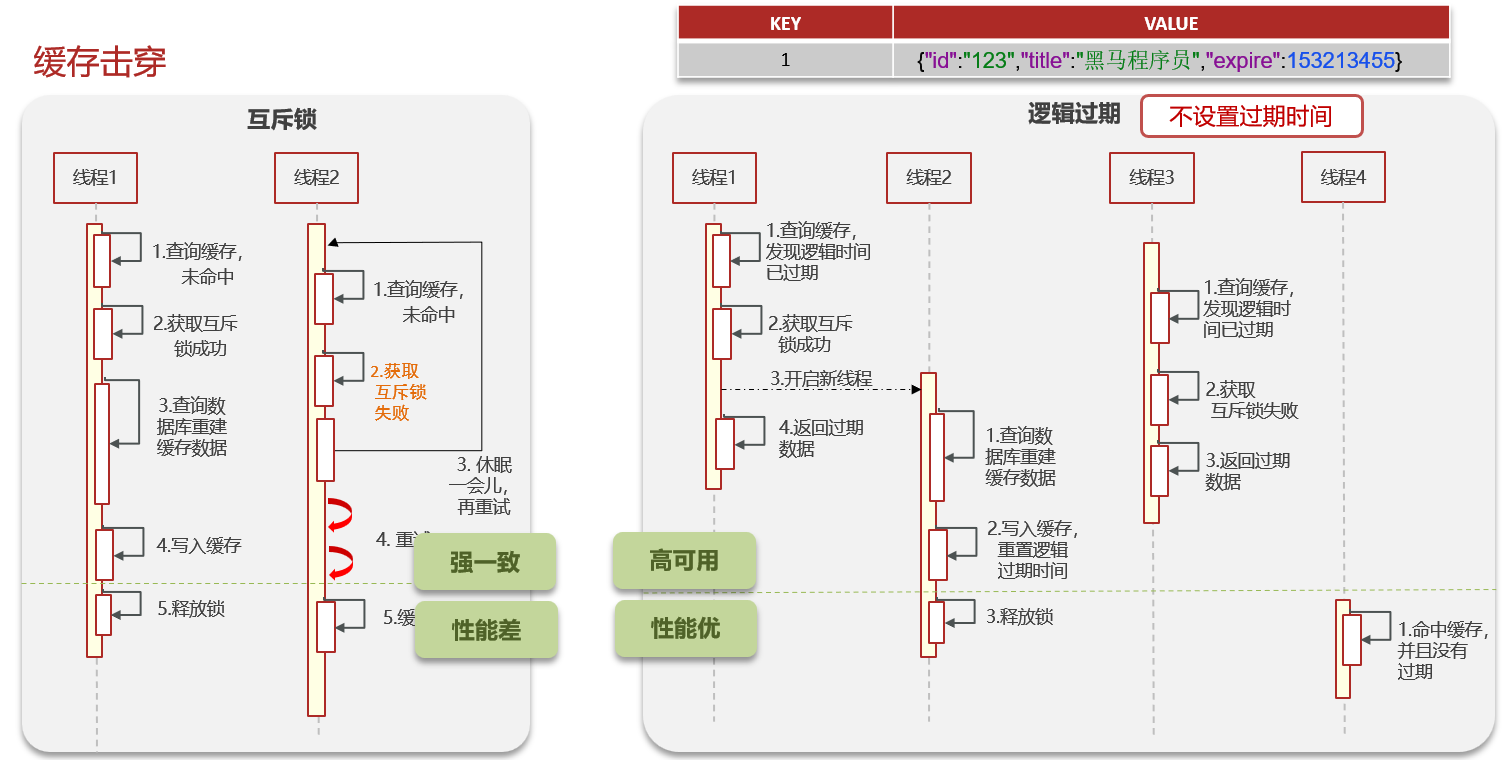 缓存击穿
KEY
VALUE
1
{"id":"123","title":"黑马程序员","expire":153213455}
互斥锁
线程1
线程2
1.查询缓存,
未命中
2.获取互斥
锁成功
3.查询数
据库重建
缓存数据
4.写入缓存
5.释放锁
1.查询缓存,
未命中
2.获取
互斥锁
失败
3. 休眠
一会儿,
再重试
4. 重试
5.缓
强一致
性能差
逻辑过期
不设置过期时间
线程1
线程2
线程3
线程4
1.查询缓存,
发现逻辑时间
已过期
2.获取互斥
锁成功
3.开启新线程
4.返回过期
数据
1.查询数
据库重建
缓存数据
2.写入缓存,
重置逻辑
过期时间
3.释放锁
1.查询缓存,
发现逻辑时
间已过期
2.获取
互斥锁失败
3.返回过期
数据
1.命中缓存,
并且没有
过期
高可用
性能优